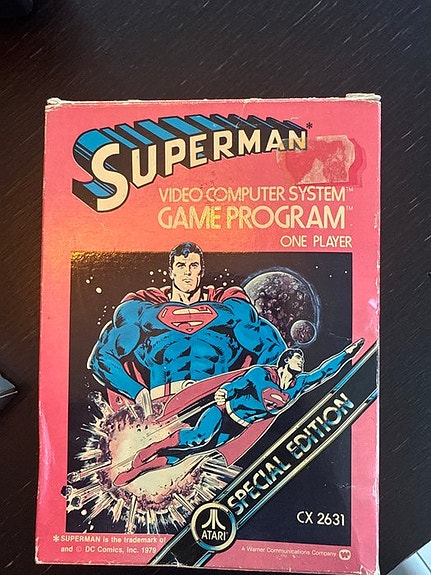 SUPERMAN*
VIDEO COMPUTER SYSTEM™
GAME PROGRAM™
ONE PLAYER
SPECIAL EDITION
ATARI®
CX 2631
* SUPERMAN is the trademark of
and © DC Comics, Inc. 1979
A Warner Communications Company